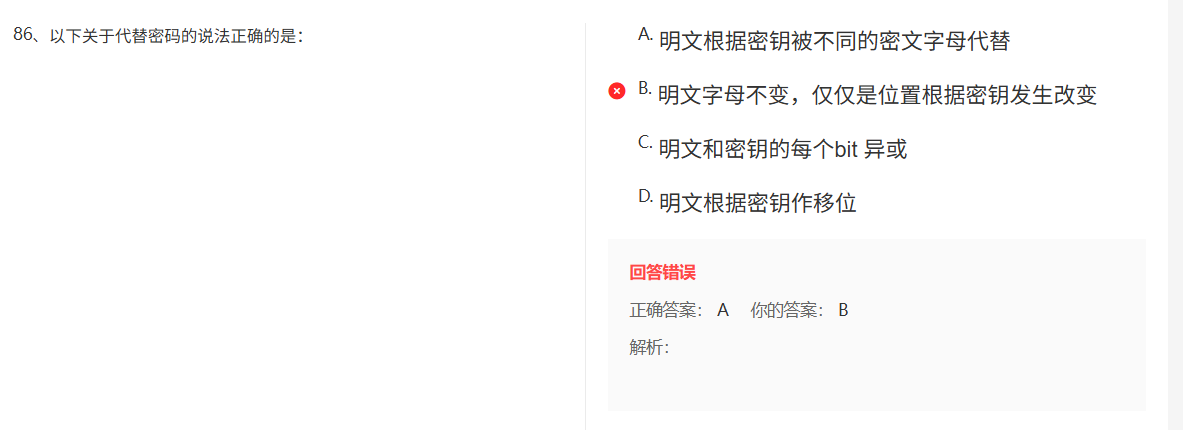 86、以下关于代替密码的说法正确的是：
A. 明文根据密钥被不同的密文字母代替
B. 明文字母不变，仅仅是位置根据密钥发生改变
C. 明文和密钥的每个bit 异或
D. 明文根据密钥作移位
回答错误
正确答案： A 你的答案： B
解析：